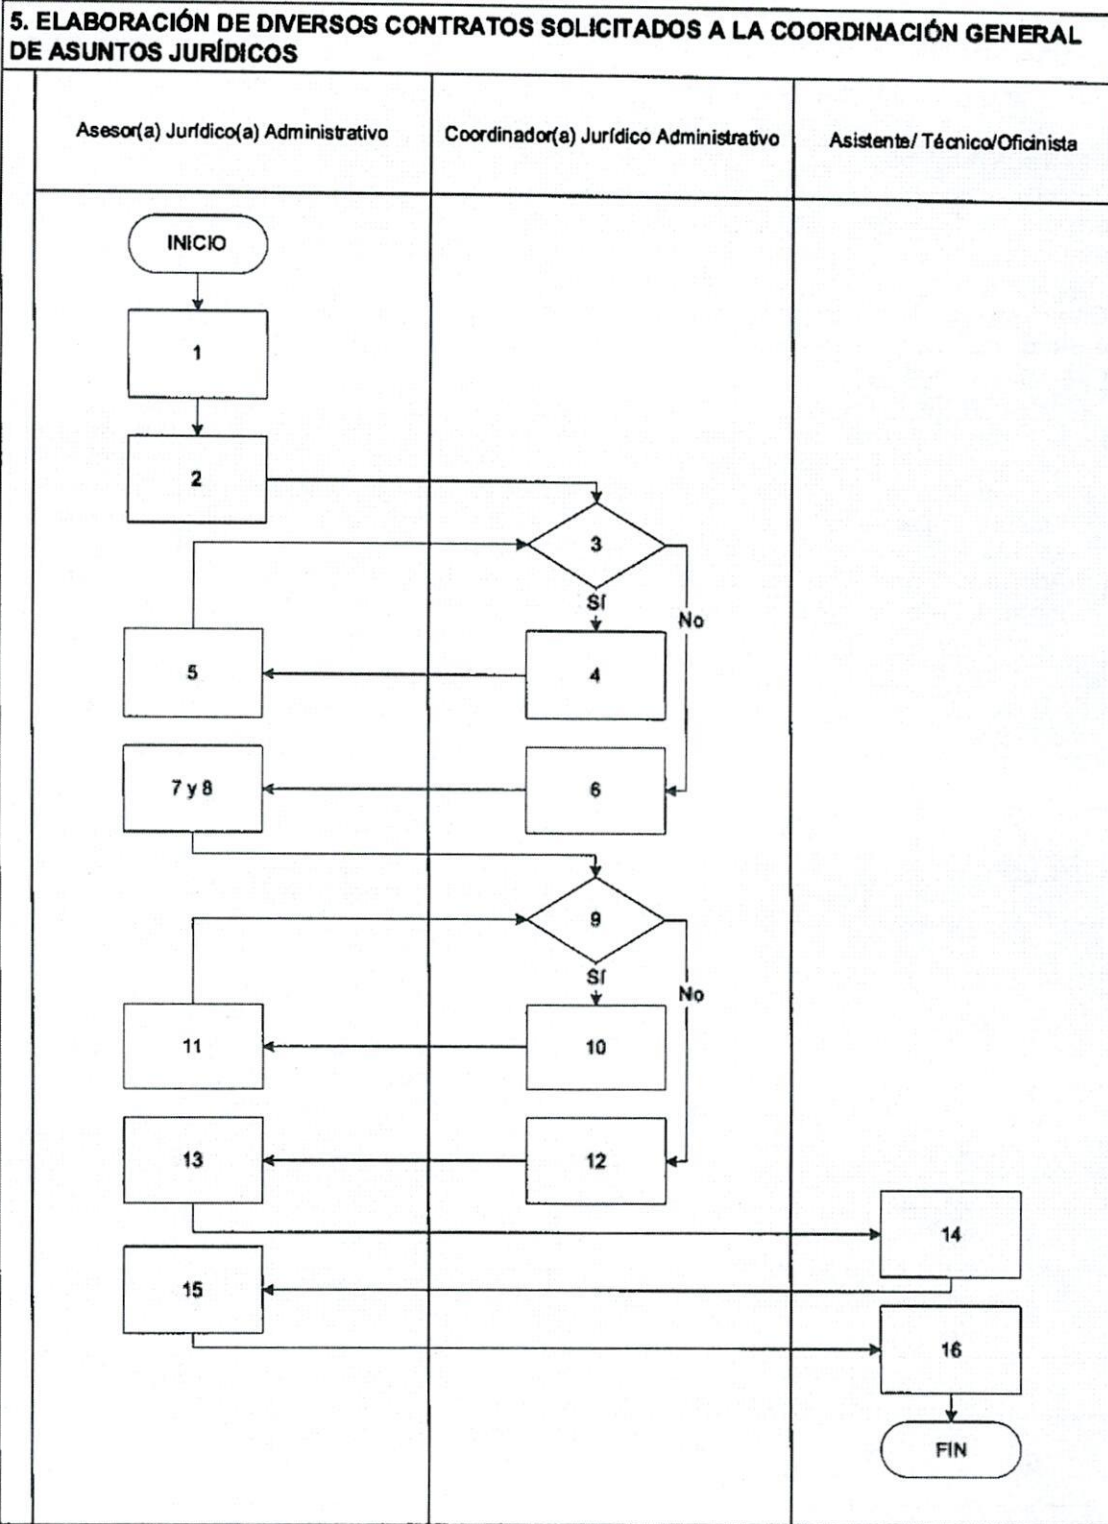 5. ELABORACIÓN DE DIVERSOS CONTRATOS SOLICITADOS A LA COORDINACIÓN GENERAL
DE ASUNTOS JURÍDICOS
Asesor(a) Jurídico(a) Administrativo
Coordinador(a) Jurídico Administrativo
Asistente/ Técnico/Oficinista
INICIO
1
2
3
Sí
No
5
4
7 y 8
6
9
Sí
No
11
10
13
12
14
15
16
FIN